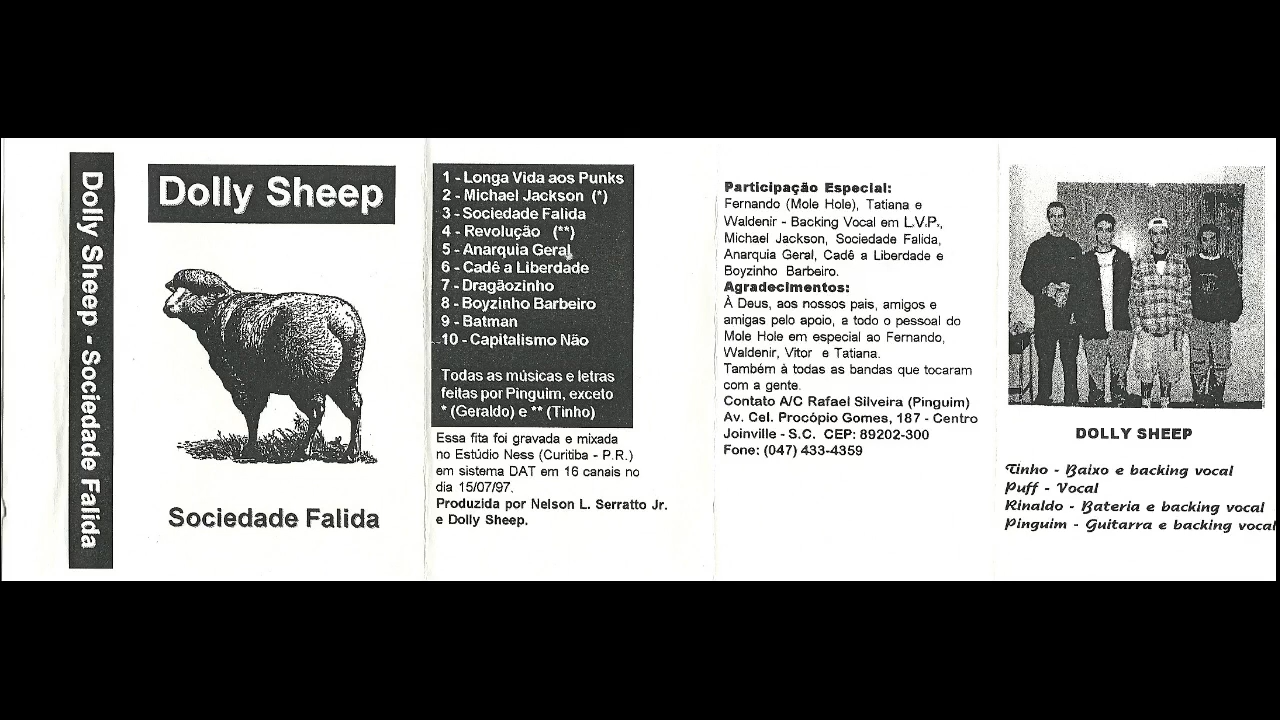 Dolly Sheep - Sociedade Falida
Dolly Sheep
Sociedade Falida
1 - Longa Vida aos Punks
2 - Michael Jackson (*)
3 - Sociedade Falida
4 - Revolução (**)
5 - Anarquia Geral
6 - Cadê a Liberdade
7 - Dragãozinho
8 - Boyzinho Barbeiro
9 - Batman
10 - Capitalismo Não
Todas as músicas e letras
feitas por Pinguim, exceto
* (Geraldo) e ** (Tinho)
Essa fita foi gravada e mixada
no Estúdio Ness (Curitiba - P.R.)
em sistema DAT em 16 canais no
dia 15/07/97.
Produzida por Nelson L. Serratto Jr.
e Dolly Sheep.
Participação Especial:
Fernando (Mole Hole), Tatiana e
Waldenir - Backing Vocal em L.V.P.,
Michael Jackson, Sociedade Falida,
Anarquia Geral, Cadê a Liberdade e
Boyzinho Barbeiro.
Agradecimentos:
À Deus, aos nossos pais, amigos e
amigas pelo apoio, a todo o pessoal do
Mole Hole em especial ao Fernando,
Waldenir, Vitor e Tatiana.
Também à todas as bandas que tocaram
com a gente.
Contato A/C Rafael Silveira (Pinguim)
Av. Cel. Procópio Gomes, 187 - Centro
Joinville - S.C. CEP: 89202-300
Fone: (047) 433-4359
DOLLY SHEEP
Tinho - Baixo e backing vocal
Puff - Vocal
Rinaldo - Bateria e backing vocal
Pinguim - Guitarra e backing vocal